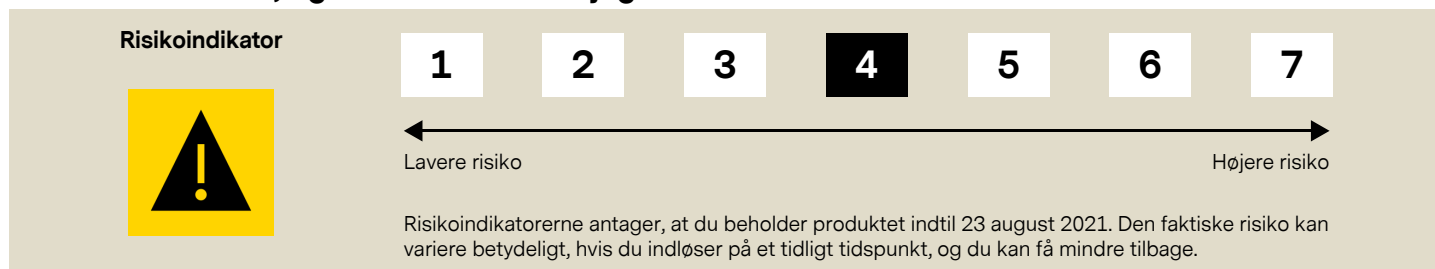 Risikoindikator
1 2 3 4 5 6 7
Lavere risiko Højere risiko
Risikoindikatorerne antager, at du beholder produktet indtil 23 august 2021. Den faktiske risiko kan
variere betydeligt, hvis du indløser på et tidligt tidspunkt, og du kan få mindre tilbage.